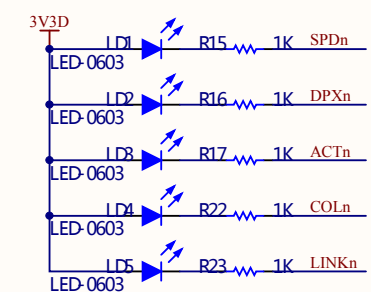 3V3D
LD1 R15 1K SPDn
LED-0603
LD2 R16 1K DPXn
LED-0603
LD3 R17 1K ACTn
LED-0603
LD4 R22 1K COLn
LED-0603
LD5 R23 1K LINKn
LED-0603